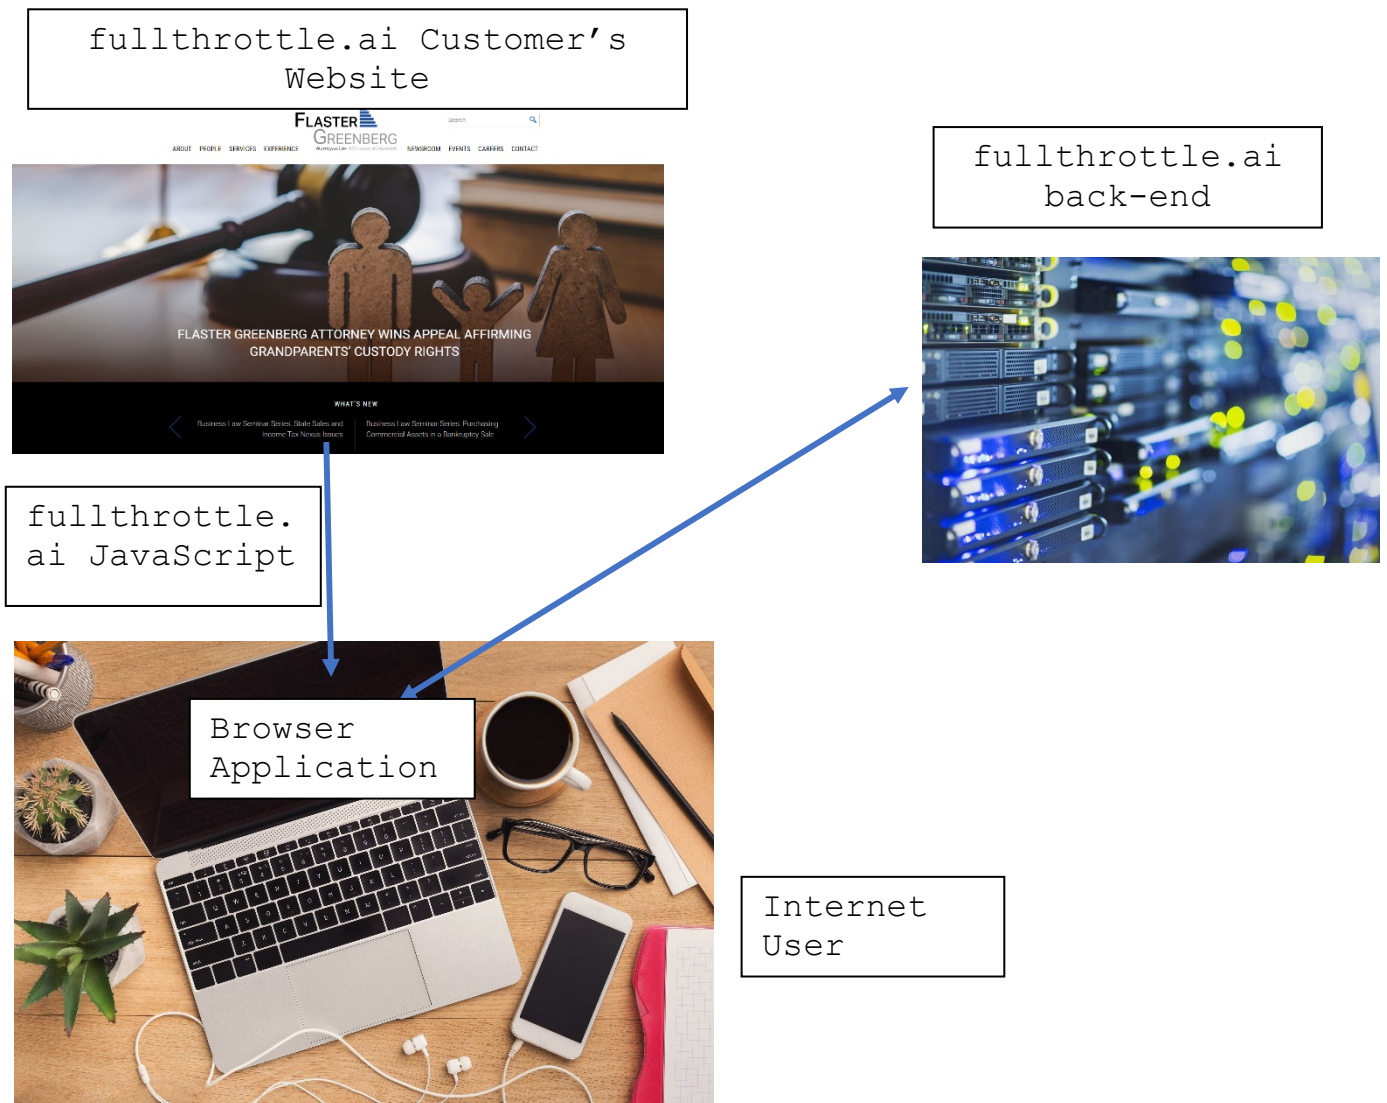 fullthrottle.ai Customer’s
Website
FLASTER
GREENBERG
Search
ABOUT PEOPLE SERVICES EXPERIENCE NEWSROOM EVENTS CAREERS CONTACT
FLASTER GREENBERG ATTORNEY WINS APPEAL AFFIRMING
GRANDPARENTS’ CUSTODY RIGHTS
WHAT’S NEW
Business Law Seminar Series: State Sales and
Income Tax Nexus Issues
Business Law Seminar Series: Purchasing
Commercial Assets in a Bankruptcy Sale
fullthrottle.ai
back-end
fullthrottle.
ai JavaScript
Browser
Application
Internet
User